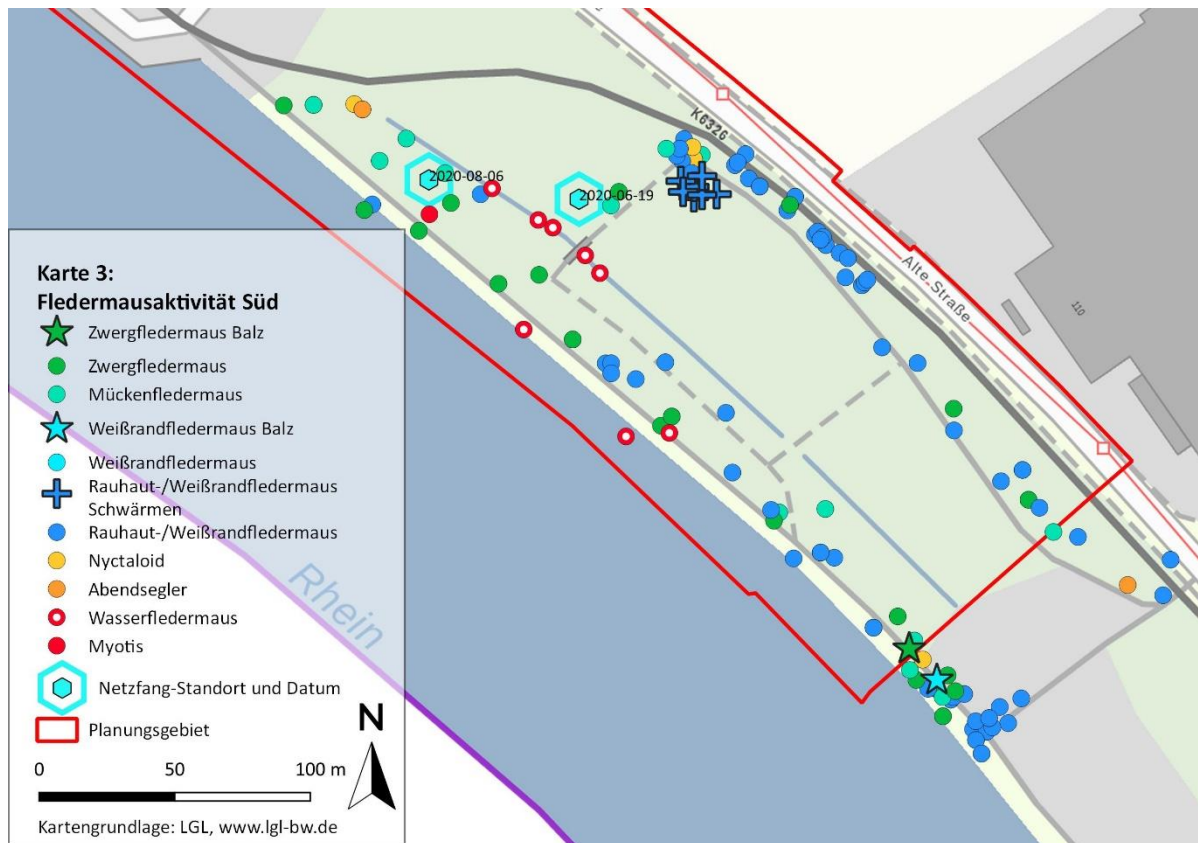 K6326
2020-08-06
2020-06-19
Alte Straße
110
Rhein
Karte 3:
Fledermausaktivität Süd
Zwergfledermaus Balz
Zwergfledermaus
Mückenfledermaus
Weißrandfledermaus Balz
Weißrandfledermaus
Rauhaut-/Weißrandfledermaus
Schwärmen
Rauhaut-/Weißrandfledermaus
Nyctaloid
Abendsegler
Wasserfledermaus
Myotis
Netzfang-Standort und Datum
Planungsgebiet
N
0 50 100 m
Kartengrundlage: LGL, www.lgl-bw.de